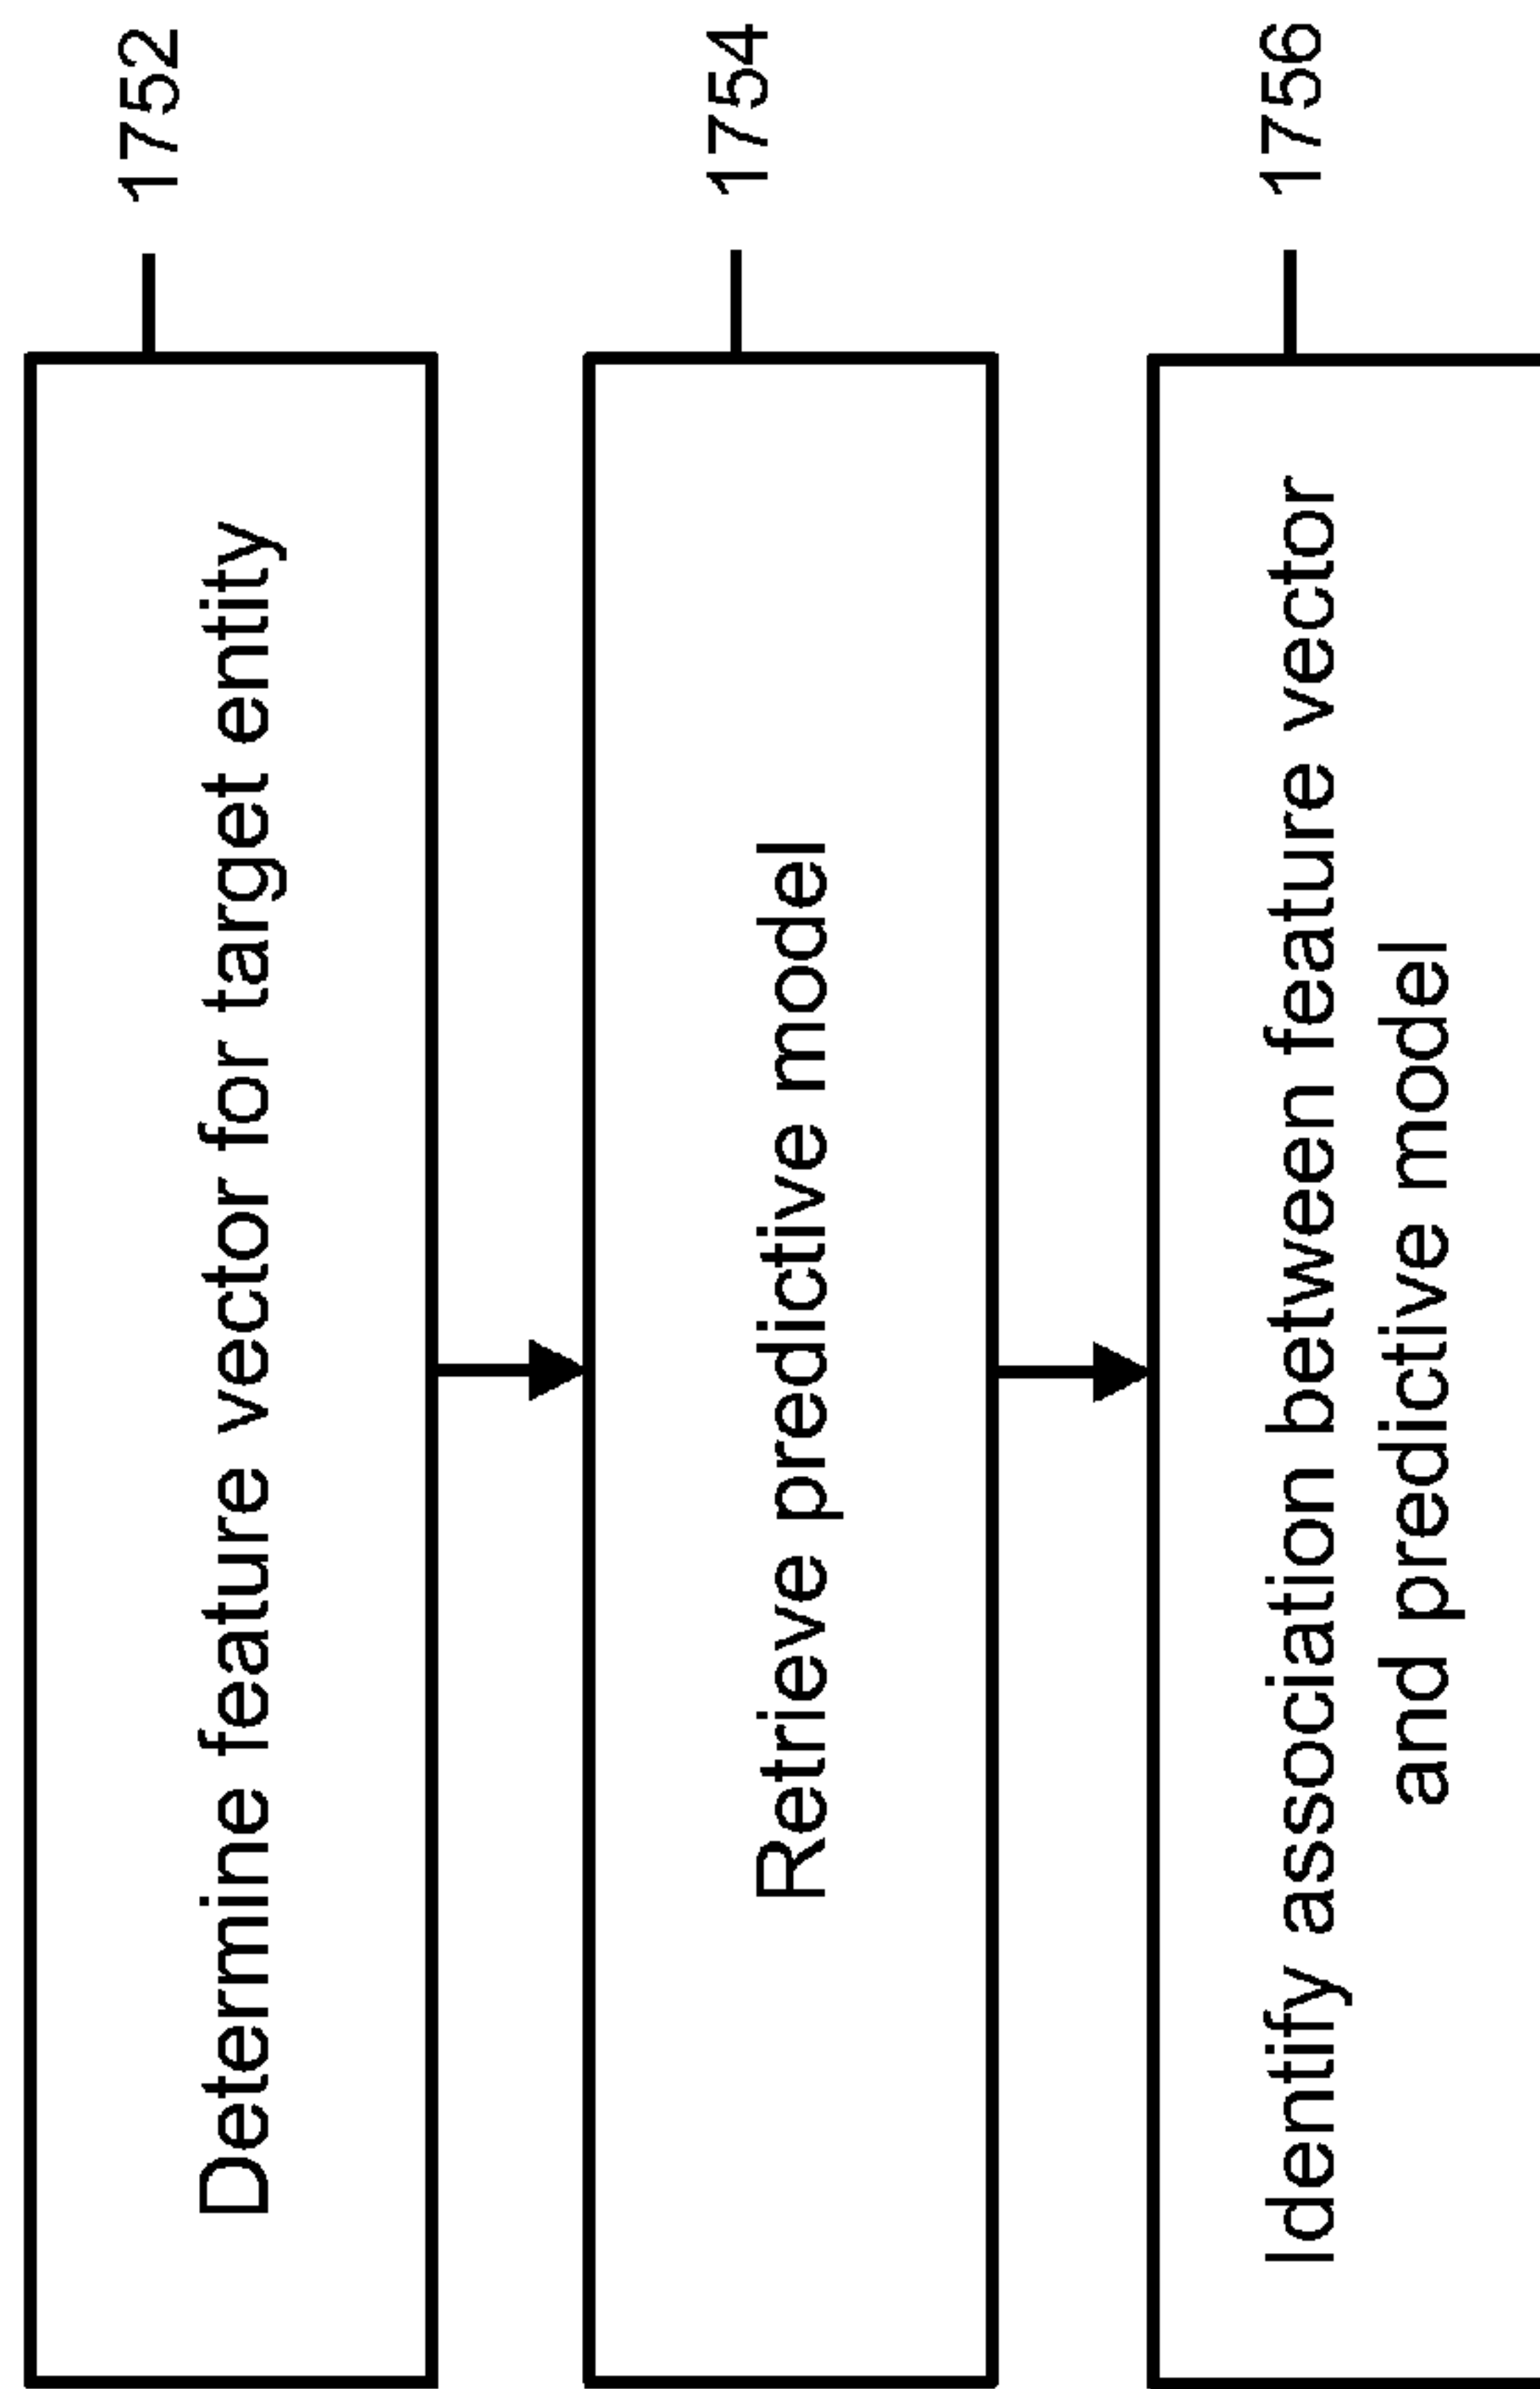 Determine feature vector for target entity
1752
Retrieve predictive model
1754
Identify association between feature vector
and predictive model
1756